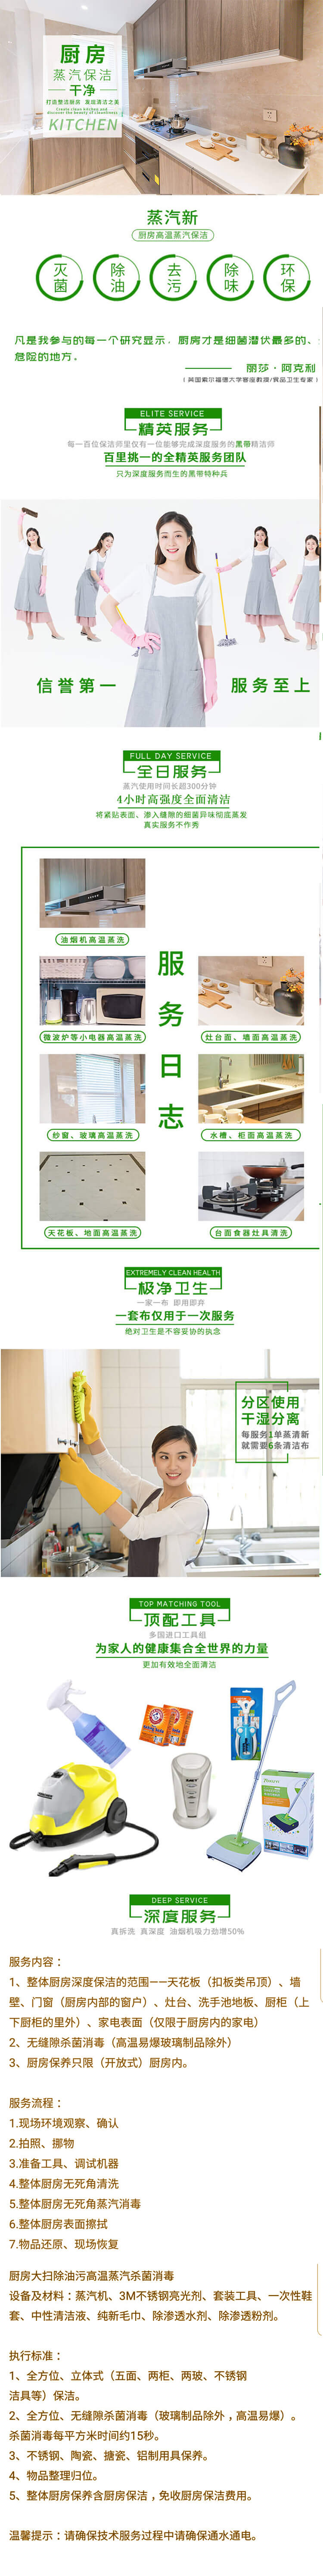 厨房
蒸汽保洁
干净
打造整洁厨房 发现清洁之美
Create clean kitchen and
discover the beauty of cleanliness
KITCHEN
蒸汽新
厨房高温蒸汽保洁
灭菌
除油
去污
除味
环保
凡是我参与的每一个研究显示，厨房才是细菌潜伏最多的、
危险的地方。
丽莎·阿克利
（英国索尔福德大学客座教授/食品卫生专家）
ELITE SERVICE
精英服务
每一百位保洁师里仅有一位能够完成深度服务的黑带精洁师
百里挑一的全精英服务团队
只为深度服务而生的黑带特种兵
信誉第一
服务至上
FULL DAY SERVICE
全日服务
蒸汽使用时间长超300分钟
4小时高强度全面清洁
将紧贴表面、渗入缝隙的细菌异味彻底蒸发
真实服务不作秀
服务日志
油烟机高温蒸洗
微波炉等小电器高温蒸洗
灶台面、墙面高温蒸洗
纱窗、玻璃高温蒸洗
水槽、柜面高温蒸洗
天花板、地面高温蒸洗
台面食器灶具清洗
EXTREMELY CLEAN HEALTH
极净卫生
一家一布 即用即弃
一套布仅用于一次服务
绝对卫生是不容妥协的执念
分区使用
干湿分离
每服务1单蒸清新
就需要6条清洁布
TOP MATCHING TOOL
顶配工具
多国进口工具组
为家人的健康集合全世界的力量
更加有效地全面清洁
DEEP SERVICE
深度服务
真拆洗 真深度 油烟机吸力劲增50%
服务内容：
1、整体厨房深度保洁的范围——天花板（扣板类吊顶）、墙
壁、门窗（厨房内部的窗户）、灶台、洗手池地板、厨柜（上
下厨柜的里外）、家电表面（仅限于厨房内的家电）
2、无缝隙杀菌消毒（高温易爆玻璃制品除外）
3、厨房保养只限（开放式）厨房内。
服务流程：
1.现场环境观察、确认
2.拍照、挪物
3.准备工具、调试机器
4.整体厨房无死角清洗
5.整体厨房无死角蒸汽消毒
6.整体厨房表面擦拭
7.物品还原、现场恢复
厨房大扫除油污高温蒸汽杀菌消毒
设备及材料：蒸汽机、3M不锈钢亮光剂、套装工具、一次性鞋
套、中性清洁液、纯新毛巾、除渗透水剂、除渗透粉剂。
执行标准：
1、全方位、立体式（五面、两柜、两玻、不锈钢
洁具等）保洁。
2、全方位、无缝隙杀菌消毒（玻璃制品除外，高温易爆）。
杀菌消毒每平方米时间约15秒。
3、不锈钢、陶瓷、搪瓷、铝制用具保养。
4、物品整理归位。
5、整体厨房保养含厨房保洁，免收厨房保洁费用。
温馨提示：请确保技术服务过程中请确保通水通电。